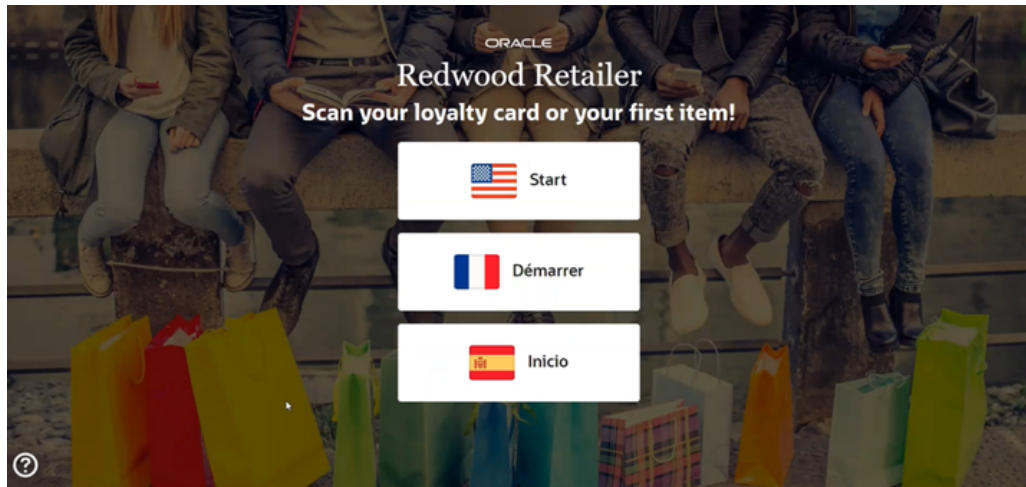 ORACLE
Redwood Retailer
Scan your loyalty card or your first item!
Start
Démarrer
Inicio
?